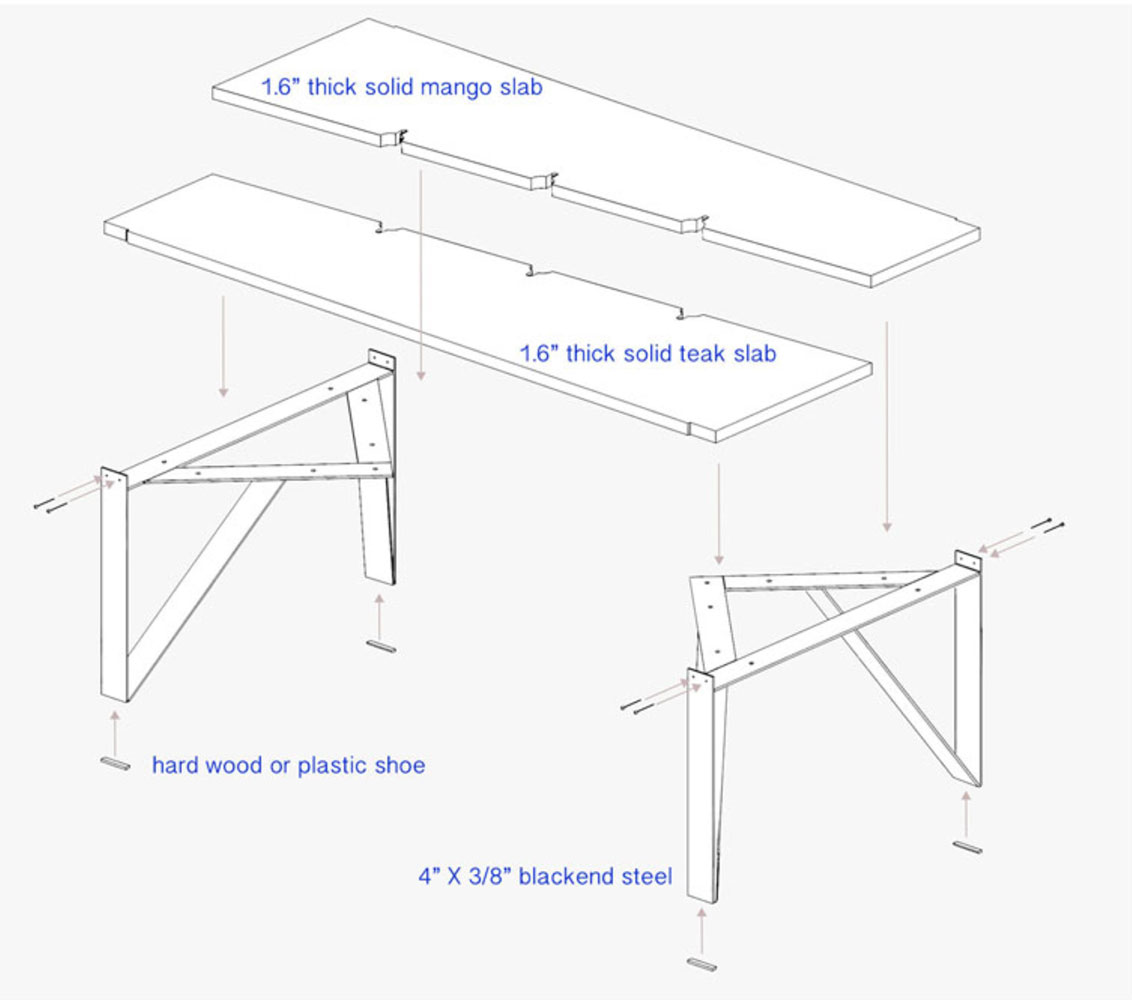 1.6” thick solid mango slab
1.6” thick solid teak slab
hard wood or plastic shoe
4” X 3/8” blackend steel